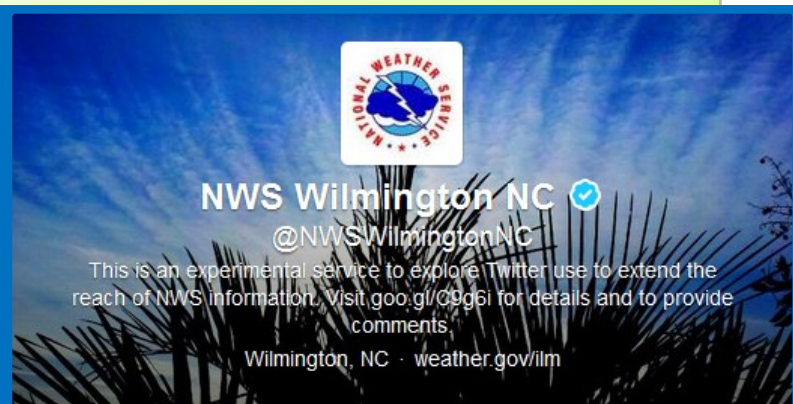 NATIONAL WEATHER SERVICE
NWS Wilmington NC
@NWSWilmingtonNC
This is an experimental service to explore Twitter use to extend the
reach of NWS information. Visit goo.gl/C9g6i for details and to provide
comments.
Wilmington, NC · weather.gov/ilm